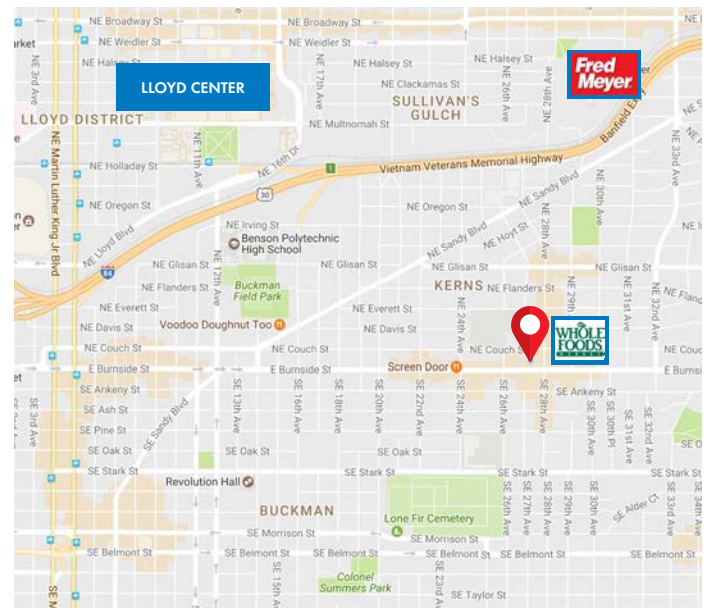 NE Broadway St
NE Broadway St
NE Weidler St
NE Weidler St
NE Halsey St
NE Halsey St
NE 3rd Ave
LLOYD CENTER
NE 17th Ave
NE Clackamas St
NE 26th Ave
NE 28th Ave
Fred
Meyer
SULLIVAN'S
GULCH
LLOYD DISTRICT
NE Multnomah St
Banfield Expy
NE Holladay St
NE 11th Ave
NE 16th Dr
1
Vietnam Veterans Memorial Highway
NE Sandy Blvd
NE 33rd Ave
NE Martin Luther King Jr Blvd
30
NE 30th Ave
NE Oregon St
NE Oregon St
NE Lloyd Blvd
NE Irving St
Benson Polytechnic
High School
NE Sandy Blvd
NE Hoyt St
NE 28th Ave
84
NE Glisan St
NE 12th Ave
NE Glisan St
NE Glisan St
NE Glisan St
NE Flanders St
Buckman
Field Park
KERNS
NE Flanders St
NE 29th
NE 31st Ave
NE 32nd Ave
NE Everett St
NE Everett St
Voodoo Doughnut Too
NE Davis St
NE Davis St
NE 24th Ave
WHOLE
FOODS
MARKET
NE Couch St
NE Couch St
NE Couch St
E Burnside St
E Burnside St
Screen Door
E Burnside St
SE Ankeny St
SE Ankeny St
SE 3rd Ave
SE Ash St
SE Pine St
SE Sandy Blvd
SE 13th Ave
SE 16th Ave
SE 18th Ave
SE 20th Ave
SE 22nd Ave
SE 24th Ave
SE 26th Ave
SE 28th Ave
SE 30th Ave
SE 30th Pl
SE 31st Ave
SE 32nd Ave
SE Oak St
SE Oak St
SE Oak St
SE Stark St
SE Stark St
SE Stark St
SE Stark St
Revolution Hall
BUCKMAN
Lone Fir Cemetery
SE 26th Ave
SE 27th Ave
SE 28th Ave
SE 29th Ave
SE 30th Ave
SE Alder Ct
SE 33rd Ave
SE 34th Ave
SE Morrison St
SE Morrison St
SE Belmont St
SE Belmont St
SE Belmont St
SE Belmont St
SE Belmont St
SE 15th Ave
Colonel
Summers Park
SE 23rd Ave
SE Taylor St